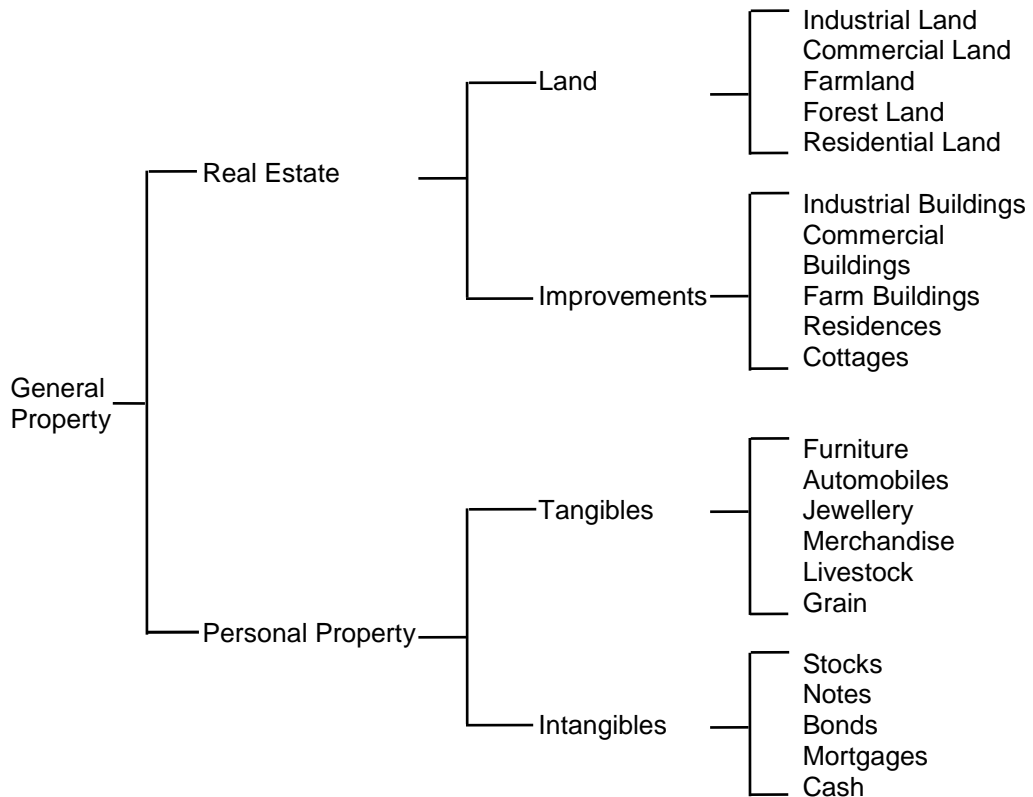 Industrial Land
Commercial Land
Land
Farmland
Forest Land
Residential Land
Real Estate
Industrial Buildings
Commercial
Buildings
Improvements
Farm Buildings
Residences
Cottages
General
Property
Furniture
Automobiles
Tangibles
Jewellery
Merchandise
Livestock
Grain
Personal Property
Stocks
Notes
Intangibles
Bonds
Mortgages
Cash